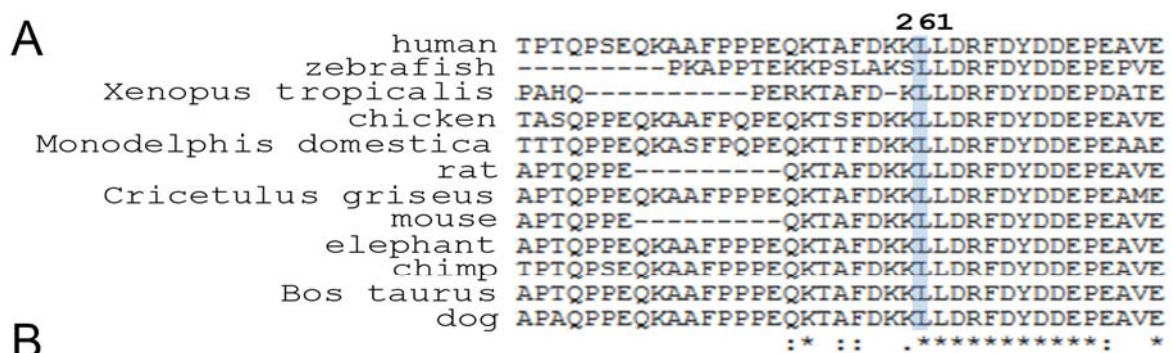 A
261
human TPTQPSEQKAAFPPPEQKTAFDKKLLDRFDYDDEPEAVE
zebrafish ---------PKAPPTEKKPSLAKSLLDRFDYDDEPEPVE
Xenopus tropicalis PAHQ----------PERKTAFD-KLLDRFDYDDEPDATE
chicken TASQPPEQKAAFPQPEQKTSFDKKLLDRFDYDDEPEAVE
Monodelphis domestica TTTQPPEQKASFPQPEQKTTFDKKLLDRFDYDDEPEAAE
rat APTQPPE---------QKTAFDKKLLDRFDYDDEPEAVE
Cricetulus griseus APTQPPEQKAAFPPPEQKTAFDKKLLDRFDYDDEPEAME
mouse APTQPPE---------QKTAFDKKLLDRFDYDDEPEAVE
elephant APTQPPEQKAAFPPPEQKTAFDKKLLDRFDYDDEPEAVE
chimp TPTQPSEQKAAFPPPEQKTAFDKKLLDRFDYDDEPEAVE
Bos taurus APTQPPEQKAAFPPPEQKTAFDKKLLDRFDYDDEPEAVE
dog APAQPPEQKAAFPPPEQKTAFDKKLLDRFDYDDEPEAVE
:* :: .***********: *
B